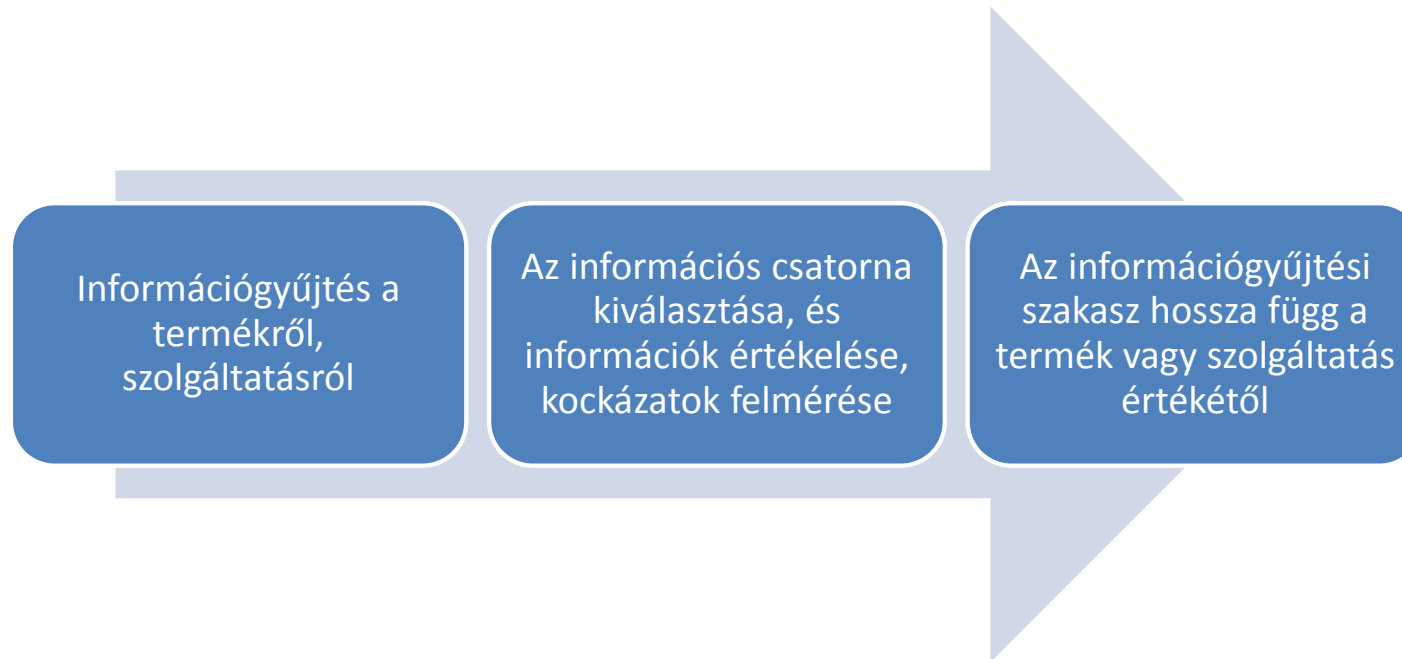 Információgyűjtés a
termékről,
szolgáltatásról
Az információs csatorna
kiválasztása, és
információk értékelése,
kockázatok felmérése
Az információgyűjtési
szakasz hossza függ a
termék vagy szolgáltatás
értékétől